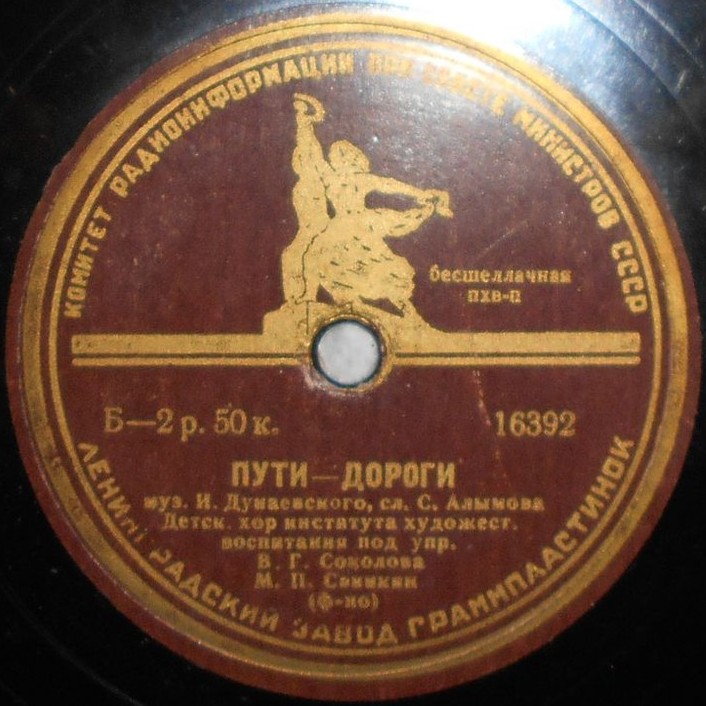 КОМИТЕТ РАДИОИНФОРМАЦИИ ПРИ СОВЕТЕ МИНИСТРОВ СССР
бесшеллачная
пхв-п
Б—2 р. 50 к.
16392
ПУТИ—ДОРОГИ
муз. И. Дунаевского, сл. С. Алымова
Детск. хор института художест.
воспитания под упр.
В. Г. Соколова
М. П.
(ф-но)
ЛЕНИНГРАДСКИЙ ЗАВОД ГРАМПЛАСТИНОК